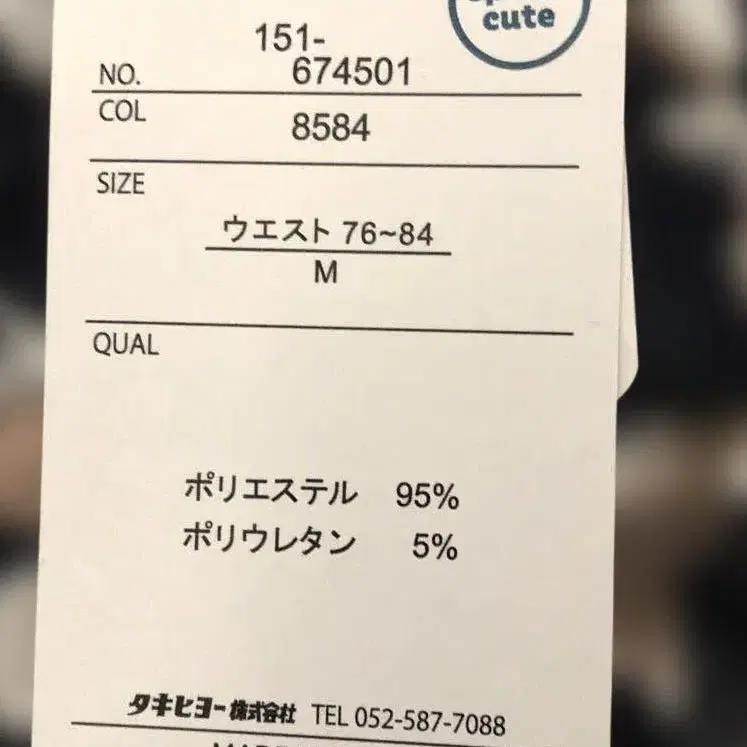 cute
151-
NO. 674501
COL 8584
SIZE
ウエスト 76~84
M
QUAL
ポリエステル 95%
ポリウレタン 5%
タキヒヨー株式会社 TEL 052-587-7088